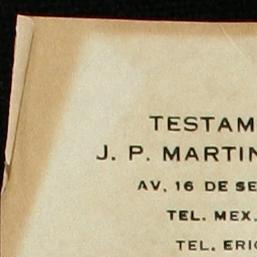 TESTAM
J. P. MARTIN
AV. 16 DE SE
TEL. MEX.
TEL. ERIC